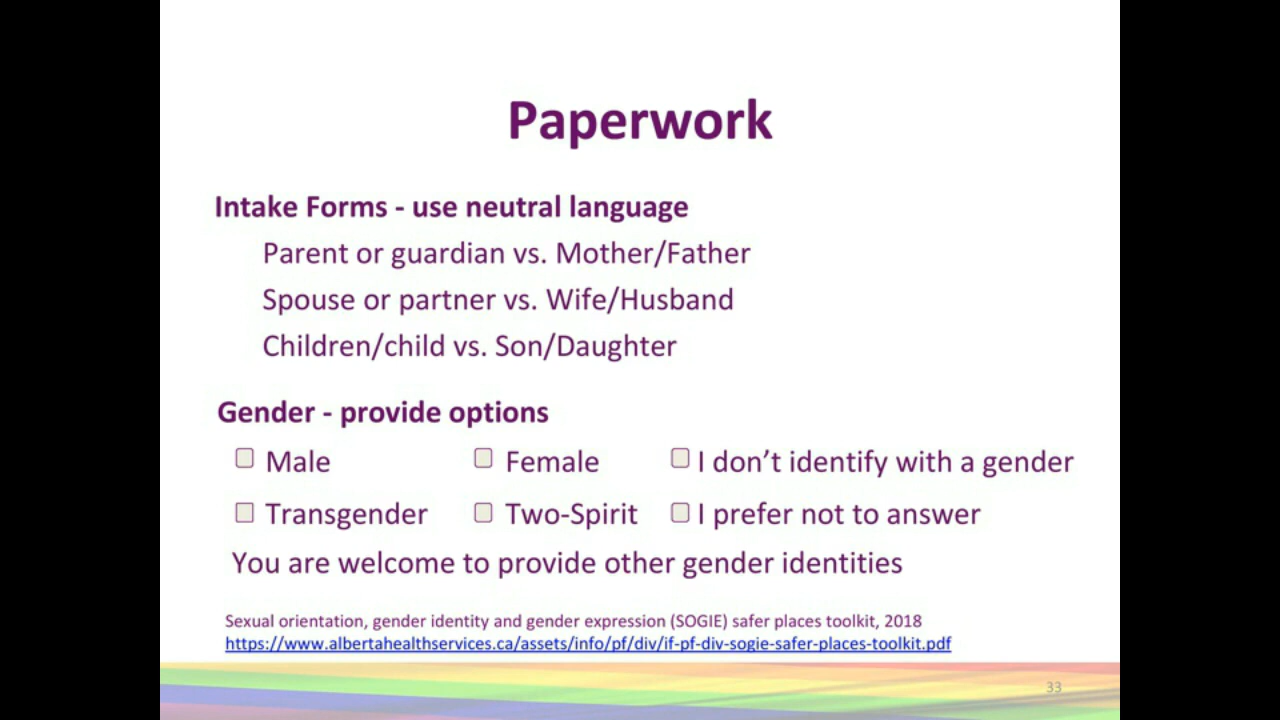 Paperwork
Intake Forms - use neutral language
Parent or guardian vs. Mother/Father
Spouse or partner vs. Wife/Husband
Children/child vs. Son/Daughter
Gender - provide options
Male Female I don’t identify with a gender
Transgender Two-Spirit I prefer not to answer
You are welcome to provide other gender identities
Sexual orientation, gender identity and gender expression (SOGIE) safer places toolkit, 2018
https://www.albertahealthservices.ca/assets/info/pf/div/if-pf-div-sogie-safer-places-toolkit.pdf
33